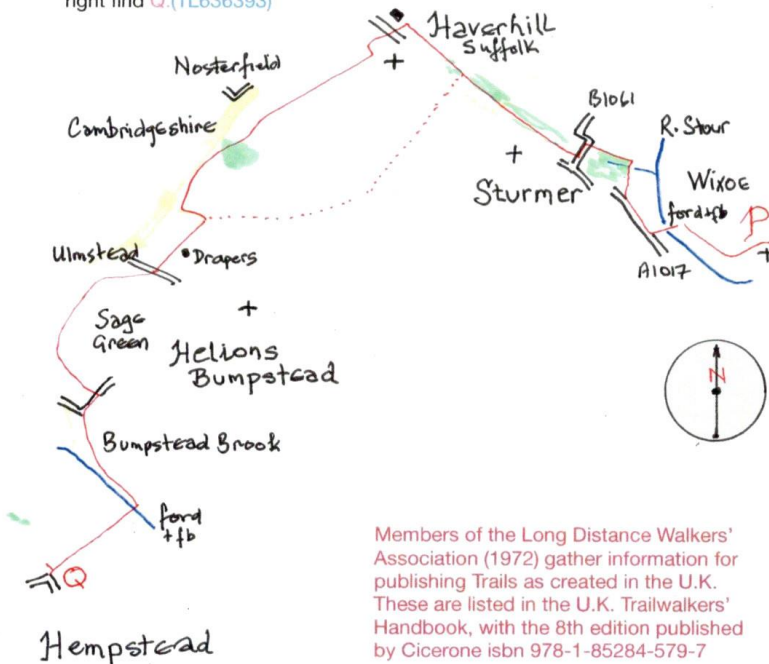 right find Q.(TL636393)
Haverhill
Suffolk
Nosterfield
Cambridgeshire
B1061
R. Stour
Sturmer
Wixoe
ford+fb
P
A1017
Ulmstead
Drapers
Sage
Green
Helions
Bumpstead
N
Bumpstead Brook
ford
+fb
Q
Hempstead
Members of the Long Distance Walkers'
Association (1972) gather information for
publishing Trails as created in the U.K.
These are listed in the U.K. Trailwalkers'
Handbook, with the 8th edition published
by Cicerone isbn 978-1-85284-579-7